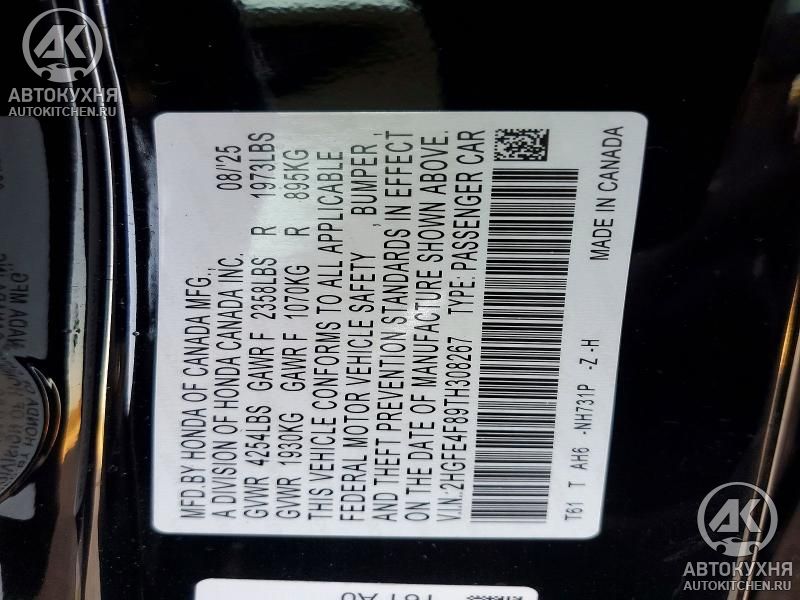 АВТОКУХНЯ
AUTOKITCHEN.RU
MFD.BY HONDA OF CANADA MFG., 08/25
A DIVISION OF HONDA CANADA INC.
GVWR 4254LBS GAWR F 2358LBS R 1973LBS
GVWR 1930KG GAWR F 1070KG R 895KG
THIS VEHICLE CONFORMS TO ALL APPLICABLE
FEDERAL MOTOR VEHICLE SAFETY , BUMPER ,
AND THEFT PREVENTION STANDARDS IN EFFECT
ON THE DATE OF MANUFACTURE SHOWN ABOVE.
V.I.N: 2HGFE4F89TH308267 TYPE: PASSENGER CAR
T61 T AH6 -NH731P -Z -H MADE IN CANADA
АВТОКУХНЯ
AUTOKITCHEN.RU